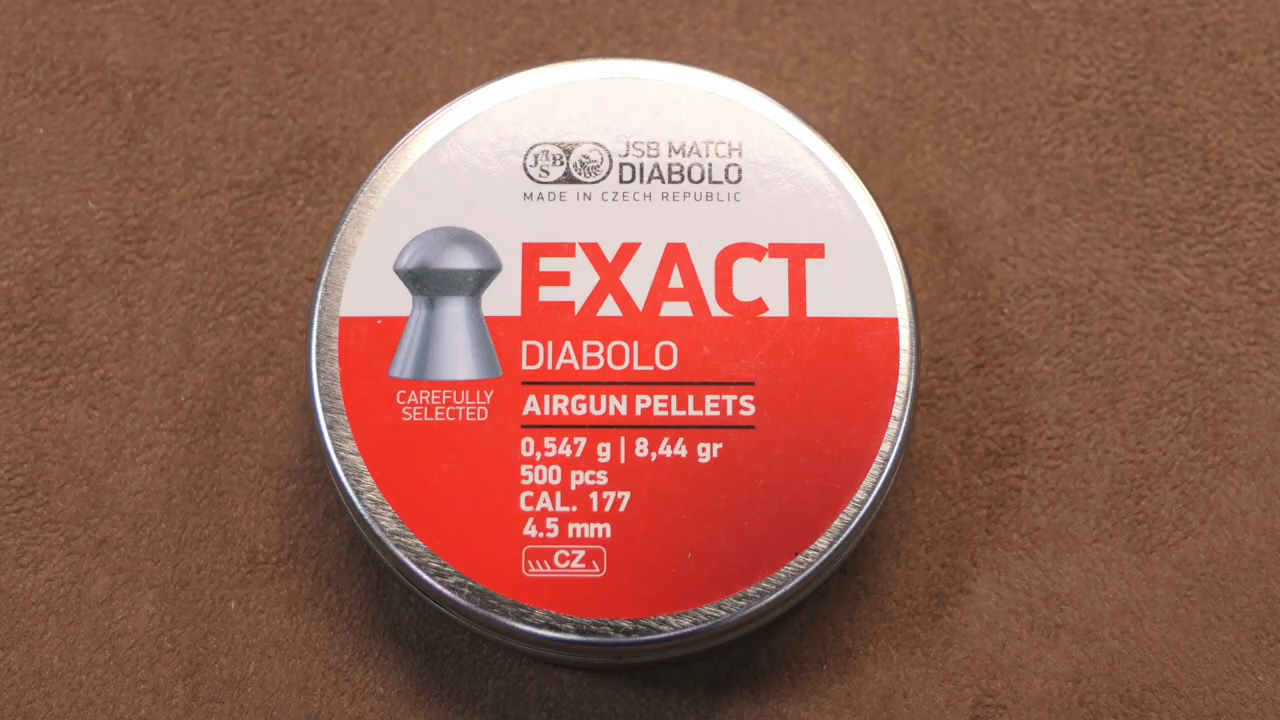 JSB
JSB MATCH
DIABOLO
MADE IN CZECH REPUBLIC
EXACT
DIABOLO
CAREFULLY
SELECTED
AIRGUN PELLETS
0,547 g | 8,44 gr
500 pcs
CAL. 177
4.5 mm
CZ